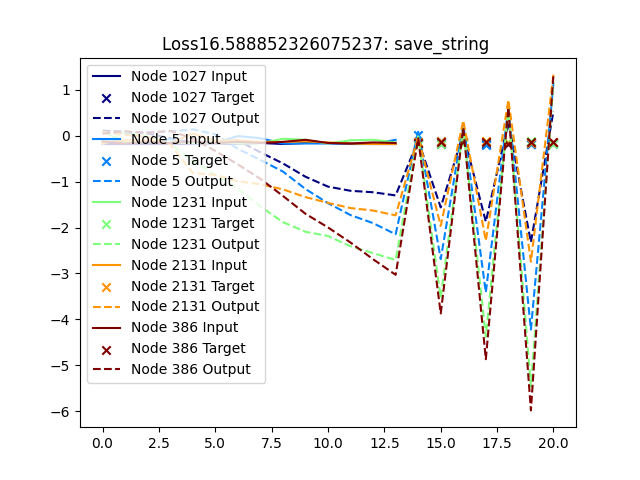 Loss16.588852326075237: save_string
Node 1027 Input
Node 1027 Target
Node 1027 Output
Node 5 Input
Node 5 Target
Node 5 Output
Node 1231 Input
Node 1231 Target
Node 1231 Output
Node 2131 Input
Node 2131 Target
Node 2131 Output
Node 386 Input
Node 386 Target
Node 386 Output
1
0
−1
−2
−3
−4
−5
−6
0.0 2.5 5.0 7.5 10.0 12.5 15.0 17.5 20.0